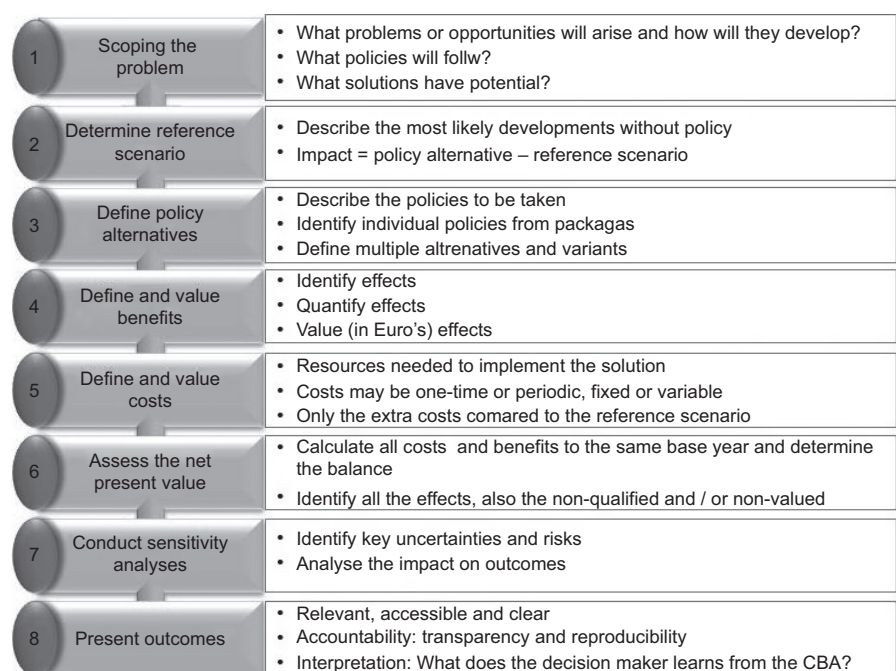 1
Scoping the
problem
• What problems or opportunities will arise and how will they develop?
• What policies will follw?
• What solutions have potential?
2
Determine reference
scenario
• Describe the most likely developments without policy
• Impact = policy alternative – reference scenario
3
Define policy
alternatives
• Describe the policies to be taken
• Identify individual policies from packagas
• Define multiple altrenatives and variants
4
Define and value
benefits
• Identify effects
• Quantify effects
• Value (in Euro's) effects
5
Define and value
costs
• Resources needed to implement the solution
• Costs may be one-time or periodic, fixed or variable
• Only the extra costs comared to the reference scenario
6
Assess the net
present value
• Calculate all costs and benefits to the same base year and determine
the balance
• Identify all the effects, also the non-qualified and / or non-valued
7
Conduct sensitivity
analyses
• Identify key uncertainties and risks
• Analyse the impact on outcomes
8
Present outcomes
• Relevant, accessible and clear
• Accountability: transparency and reproducibility
• Interpretation: What does the decision maker learns from the CBA?